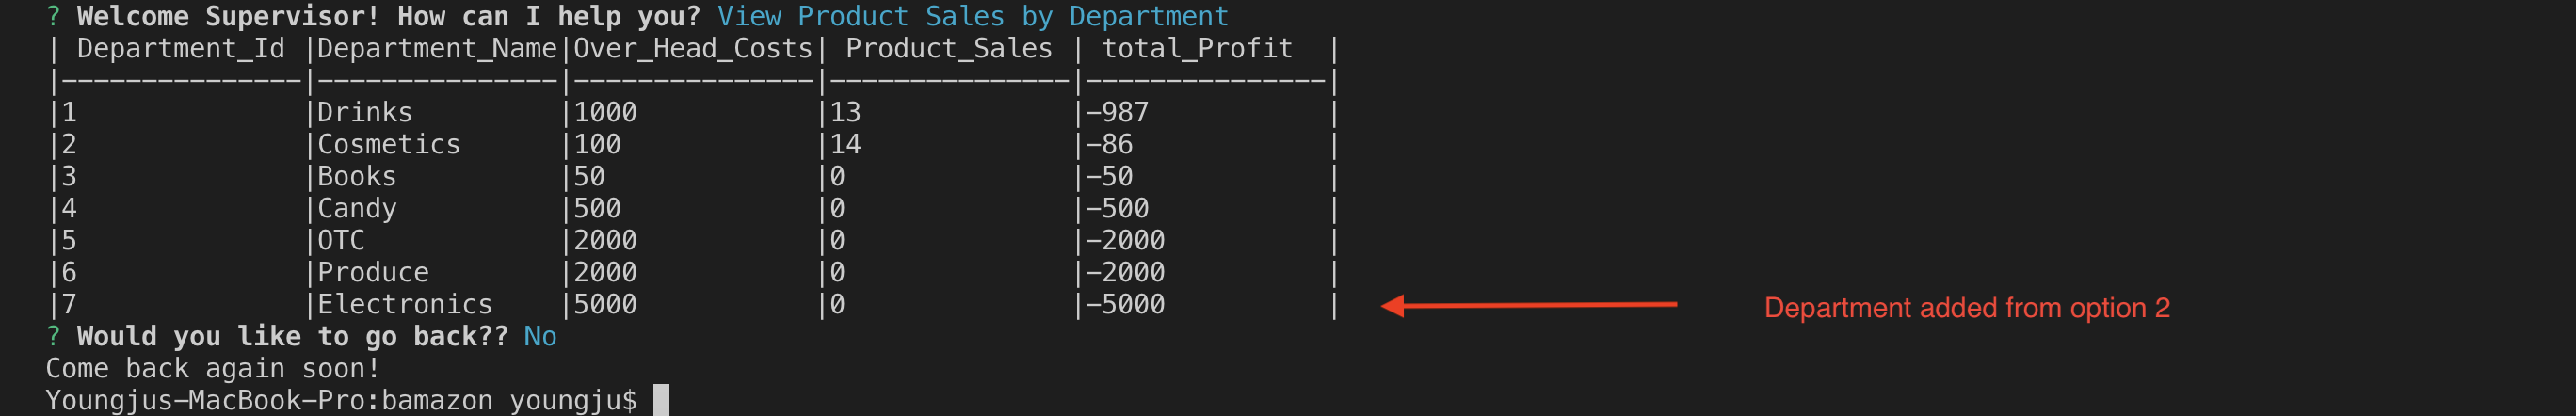 ? Welcome Supervisor! How can I help you? View Product Sales by Department
| Department_Id |Department_Name|Over_Head_Costs| Product_Sales | total_Profit  |
|---------------|---------------|---------------|---------------|---------------|
|1              |Drinks         |1000           |13             |-987           |
|2              |Cosmetics      |100            |14             |-86            |
|3              |Books          |50             |0              |-50            |
|4              |Candy          |500            |0              |-500           |
|5              |OTC            |2000           |0              |-2000          |
|6              |Produce        |2000           |0              |-2000          |
|7              |Electronics    |5000           |0              |-5000          | Department added from option 2
? Would you like to go back?? No
Come back again soon!
Youngjus-MacBook-Pro:bamazon youngju$